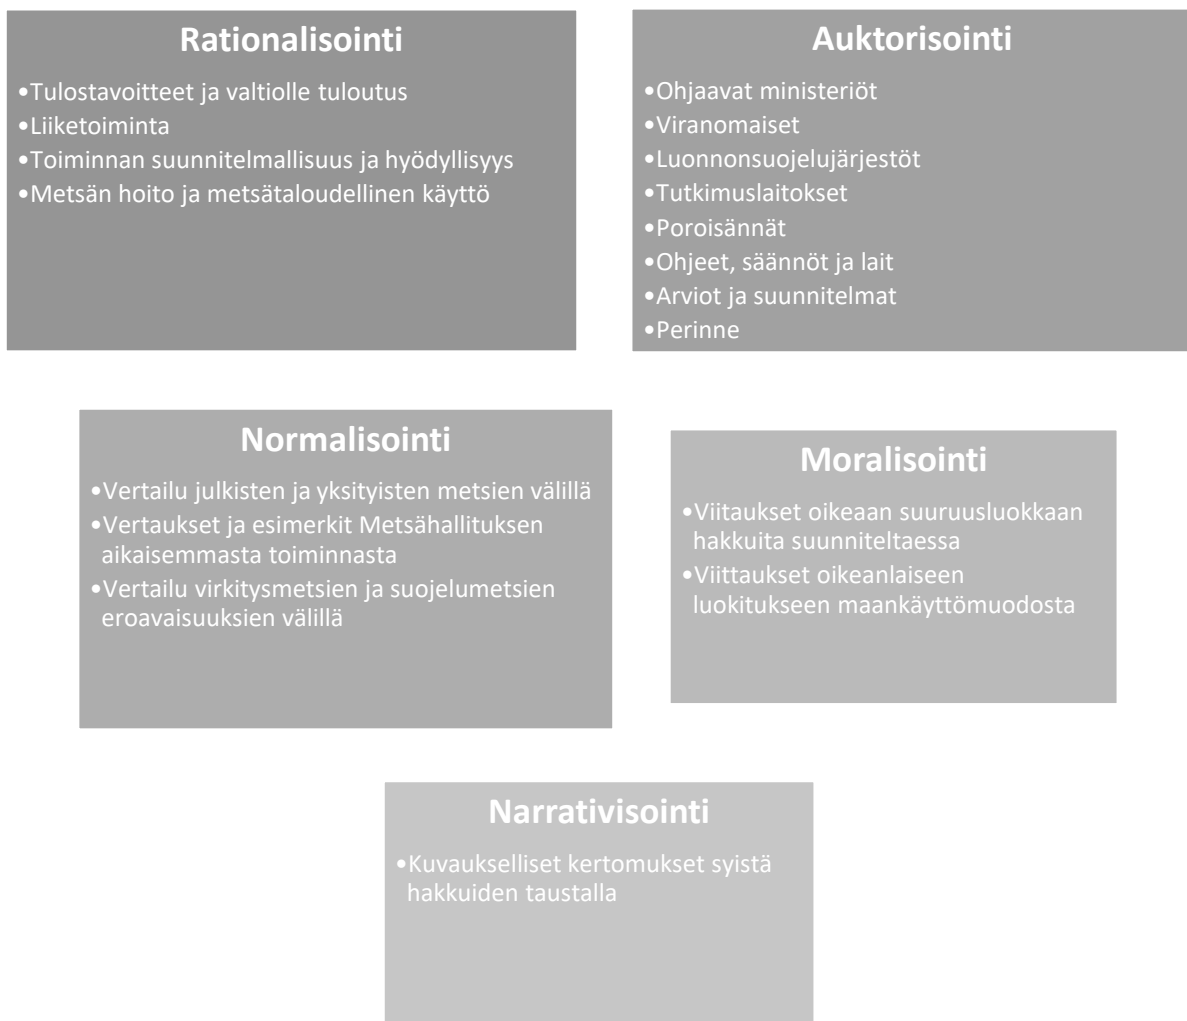 Rationalisointi
•Tulostavoitteet ja valtiolle tuloutus
•Liiketoiminta
•Toiminnan suunnitelmallisuus ja hyödyllisyys
•Metsän hoito ja metsätaloudellinen käyttö
Auktorisointi
•Ohjaavat ministeriöt
•Viranomaiset
•Luonnonsuojelujärjestöt
•Tutkimuslaitokset
•Poroisännät
•Ohjeet, säännöt ja lait
•Arviot ja suunnitelmat
•Perinne
Normalisointi
•Vertailu julkisten ja yksityisten metsien välillä
•Vertaukset ja esimerkit Metsähallituksen
aikaisemmasta toiminnasta
•Vertailu virkitysmetsien ja suojelumetsien
eroavaisuuksien välillä
Moralisointi
•Viitaukset oikeaan suuruusluokkaan
hakkuita suunniteltaessa
•Viittaukset oikeanlaiseen
luokitukseen maankäyttömuodosta
Narrativisointi
•Kuvaukselliset kertomukset syistä
hakkuiden taustalla